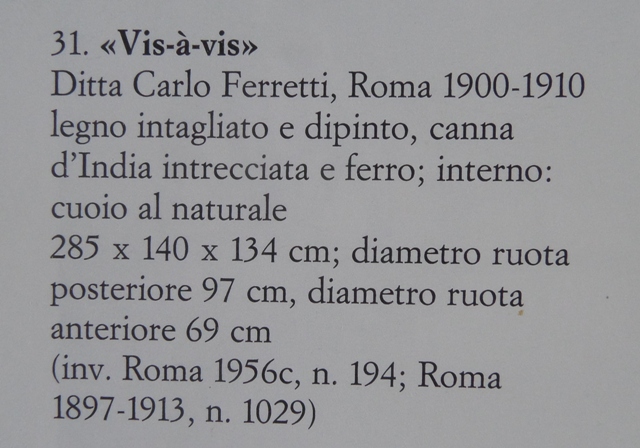 31. «Vis-à-vis»
Ditta Carlo Ferretti, Roma 1900-1910
legno intagliato e dipinto, canna
d’India intrecciata e ferro; interno:
cuoio al naturale
285 x 140 x 134 cm; diametro ruota
posteriore 97 cm, diametro ruota
anteriore 69 cm
(inv. Roma 1956c, n. 194; Roma
1897-1913, n. 1029)